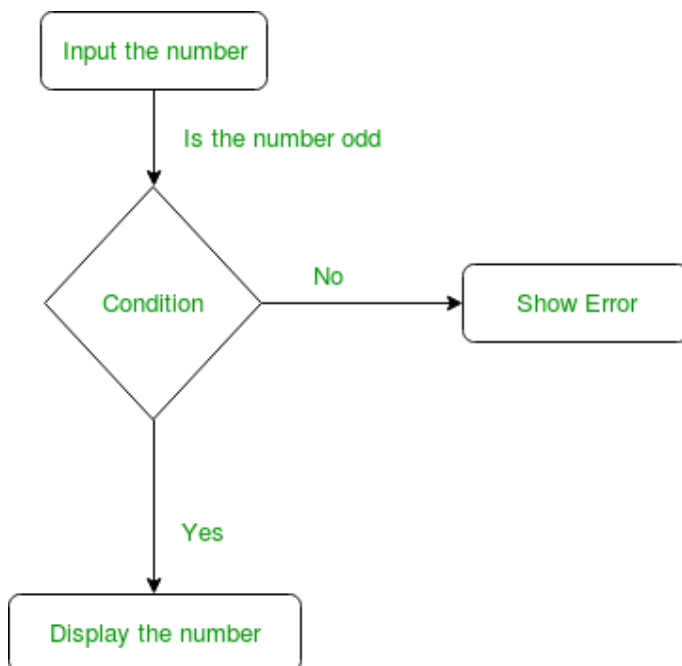 Input the number
Is the number odd
Condition
No
Show Error
Yes
Display the number